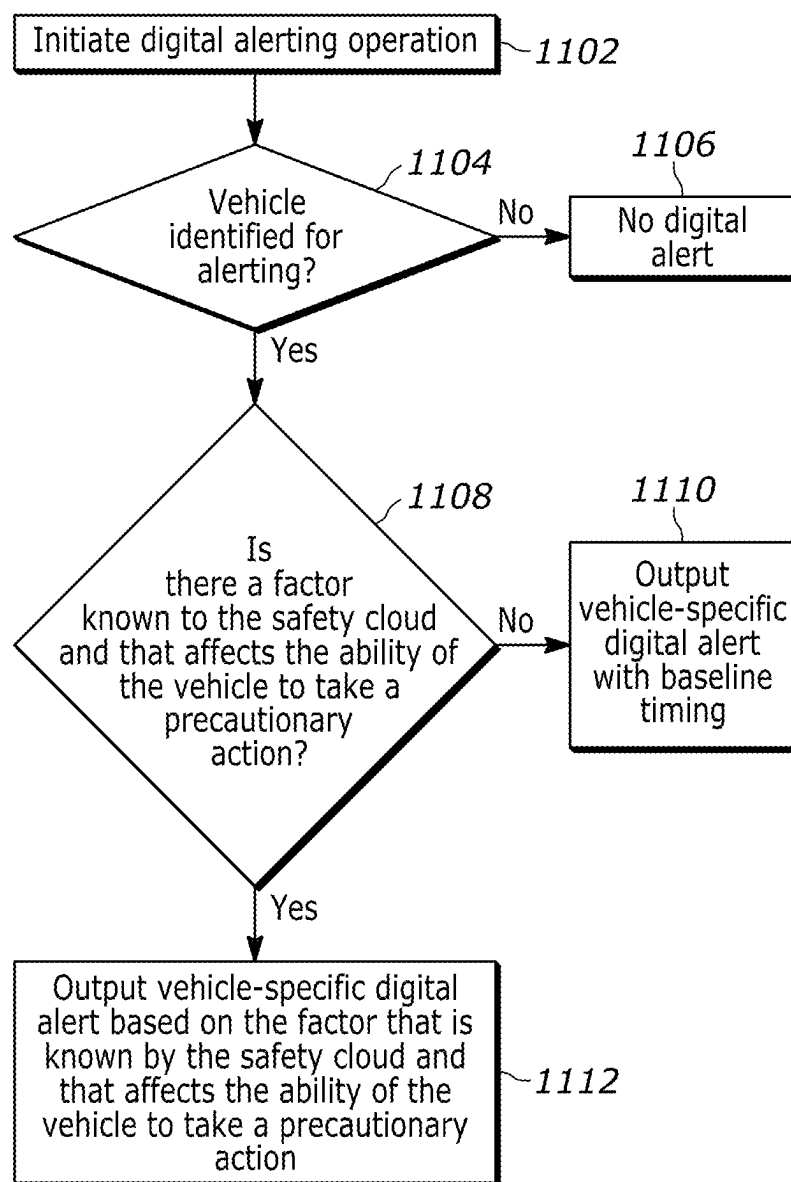 Initiate digital alerting operation
1102
1104
Vehicle
identified for
alerting?
No
1106
No digital
alert
Yes
1108
Is
there a factor
known to the safety cloud
and that affects the ability of
the vehicle to take a
precautionary
action?
No
1110
Output
vehicle-specific
digital alert
with baseline
timing
Yes
Output vehicle-specific digital
alert based on the factor that is
known by the safety cloud and
that affects the ability of the
vehicle to take a precautionary
action
1112